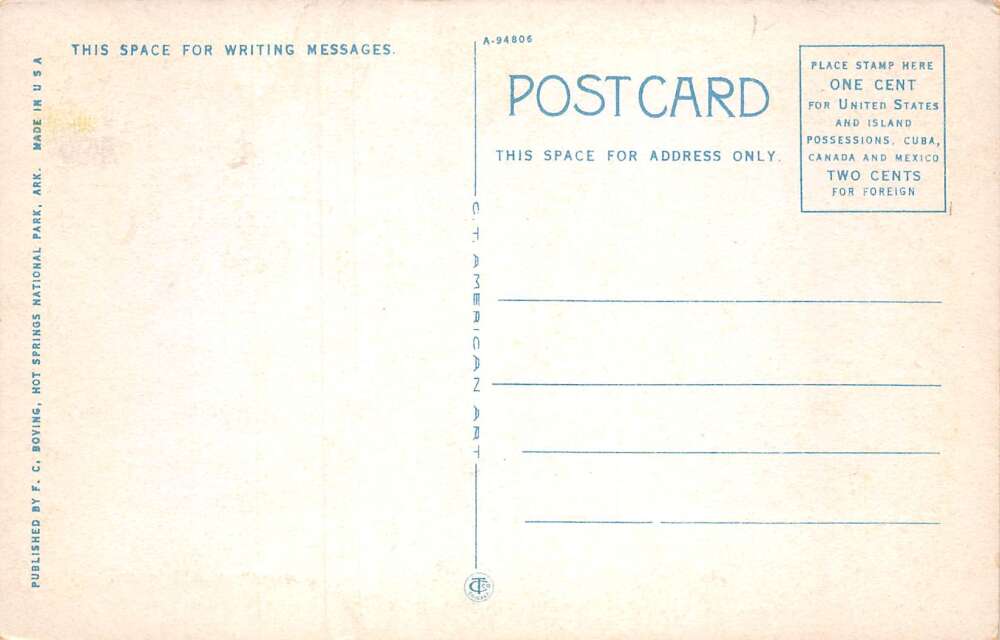 THIS SPACE FOR WRITING MESSAGES.
A-94806
POST CARD
THIS SPACE FOR ADDRESS ONLY.
PLACE STAMP HERE
ONE CENT
FOR UNITED STATES
AND ISLAND
POSSESSIONS, CUBA,
CANADA AND MEXICO
TWO CENTS
FOR FOREIGN
PUBLISHED BY F. C. BOVING, HOT SPRINGS NATIONAL PARK, ARK. MADE IN U S A
C.T. AMERICAN ART